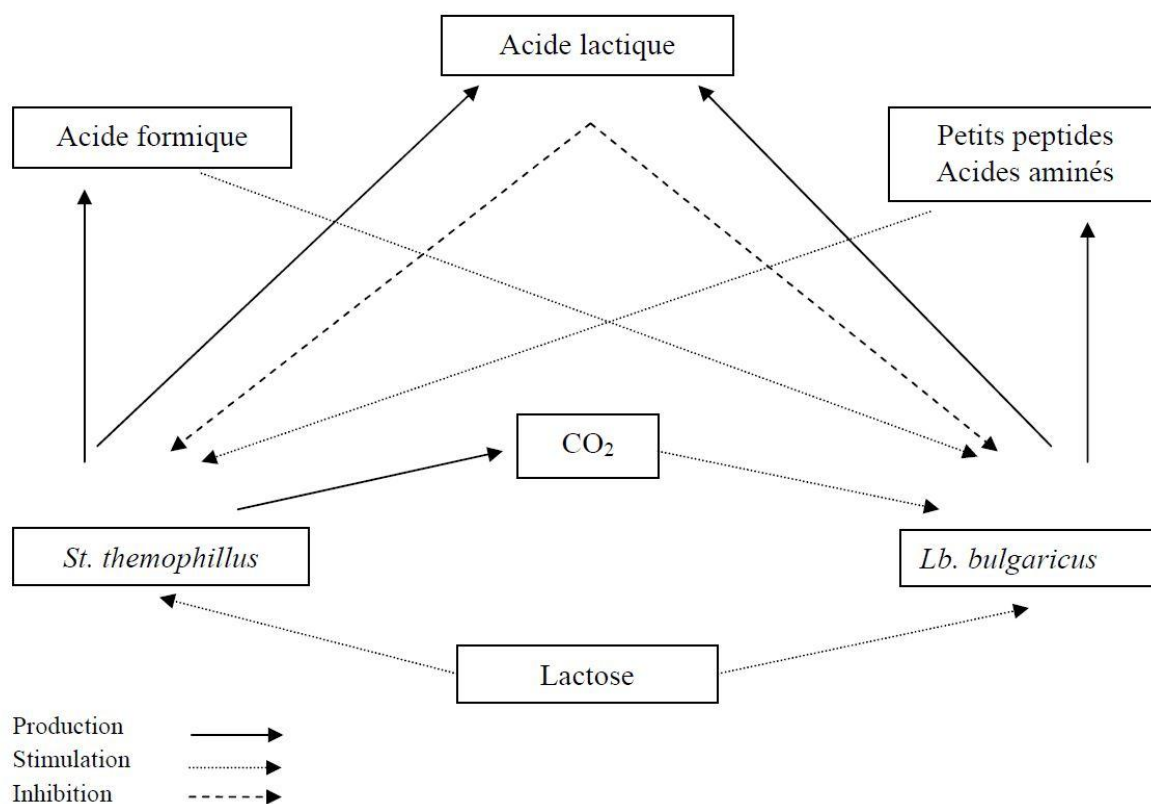 Acide lactique
Acide formique
Petits peptides
Acides aminés
CO₂
St. themophillus
Lb. bulgaricus
Lactose
Production
Stimulation
Inhibition